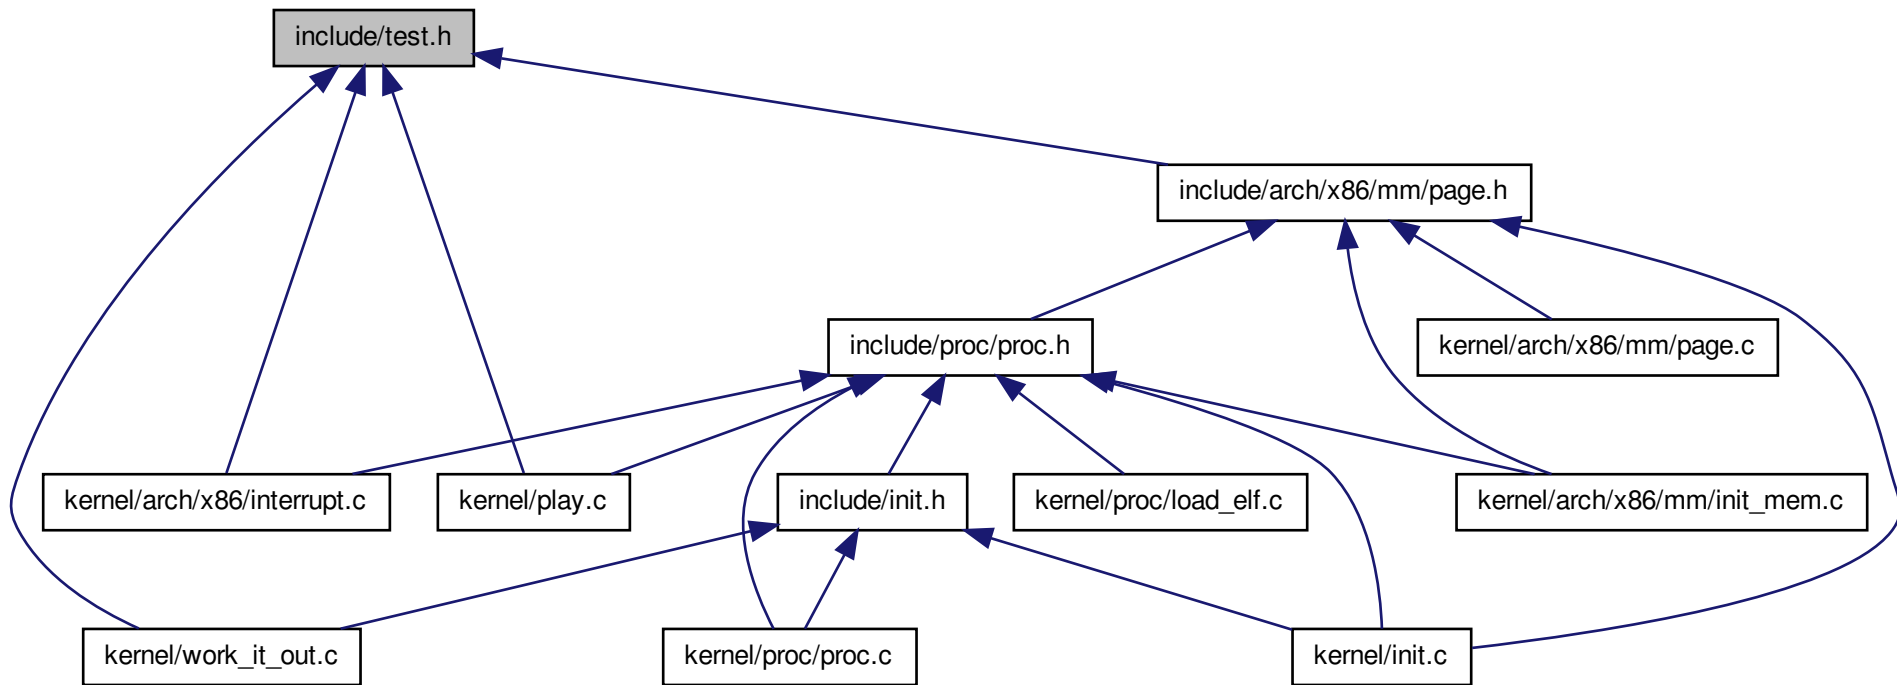 include/test.h
include/arch/x86/mm/page.h
include/proc/proc.h
kernel/arch/x86/mm/page.c
kernel/arch/x86/interrupt.c
kernel/play.c
include/init.h
kernel/proc/load_elf.c
kernel/arch/x86/mm/init_mem.c
kernel/work_it_out.c
kernel/proc/proc.c
kernel/init.c